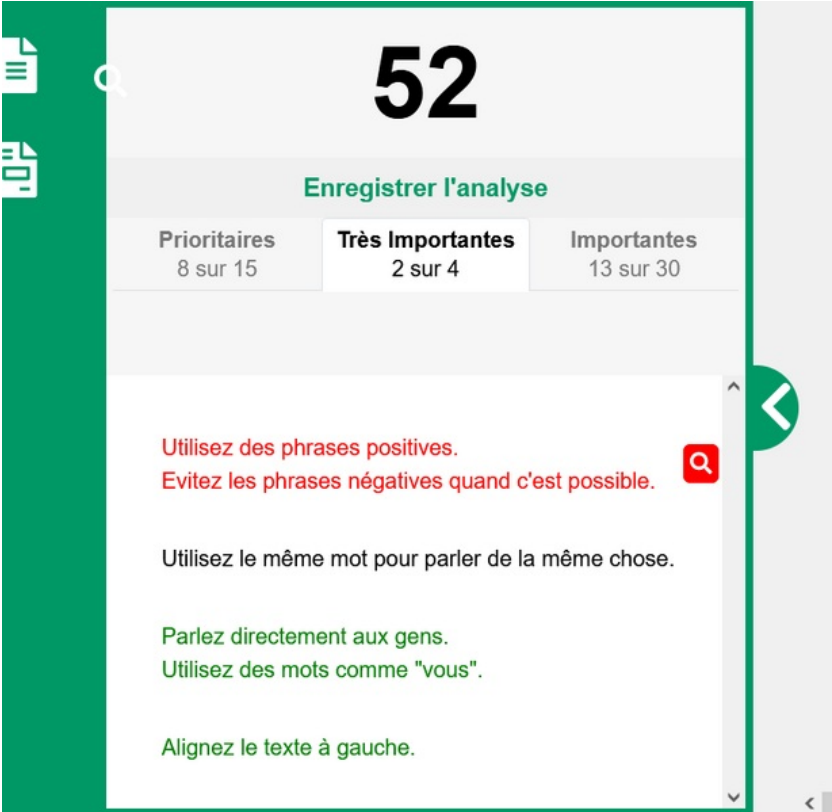 52
Enregistrer l'analyse
Prioritaires
8 sur 15
Très Importantes
2 sur 4
Importantes
13 sur 30
Utilisez des phrases positives.
Evitez les phrases négatives quand c'est possible.
Utilisez le même mot pour parler de la même chose.
Parlez directement aux gens.
Utilisez des mots comme "vous".
Alignez le texte à gauche.